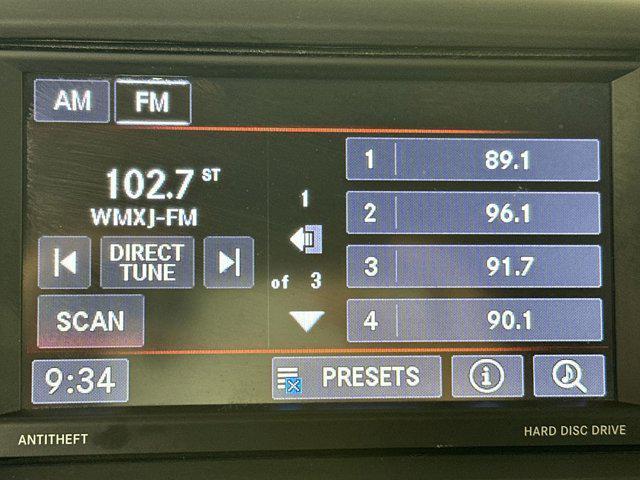 AM FM
102.7 ST
WMXJ-FM
DIRECT
TUNE
SCAN
1
of 3
1 89.1
2 96.1
3 91.7
4 90.1
9:34 PRESETS
ANTITHEFT HARD DISC DRIVE